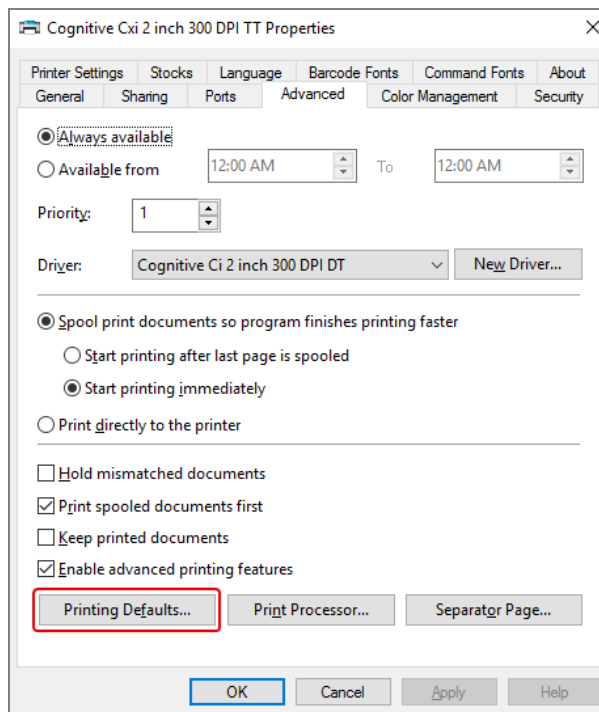 Cognitive Cxi 2 inch 300 DPI TT Properties
Printer Settings Stocks Language Barcode Fonts Command Fonts About
General Sharing Ports Advanced Color Management Security
Always available
Available from 12:00 AM To 12:00 AM
Priority: 1
Driver: Cognitive Ci 2 inch 300 DPI DT New Driver...
Spool print documents so program finishes printing faster
Start printing after last page is spooled
Start printing immediately
Print directly to the printer
Hold mismatched documents
Print spooled documents first
Keep printed documents
Enable advanced printing features
Printing Defaults... Print Processor... Separator Page...
OK Cancel Apply Help